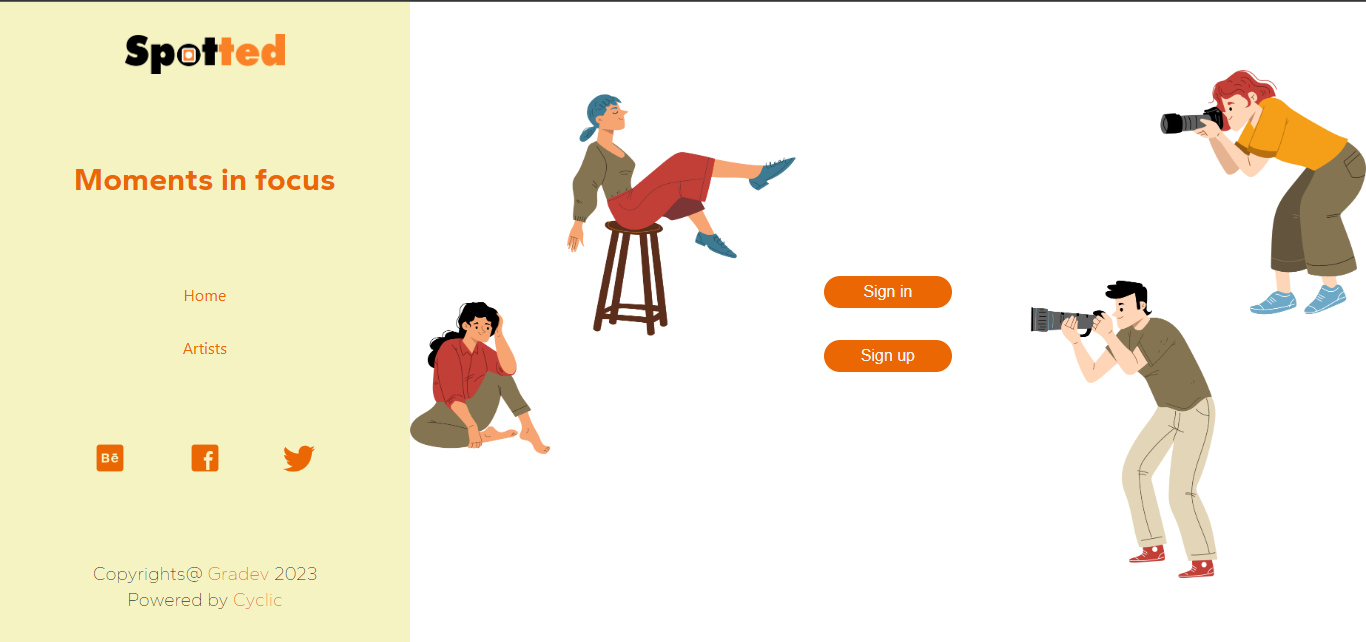 Spotted
Moments in focus
Home
Artists
Bē
Sign in
Sign up
Copyrights@ Gradev 2023
Powered by Cyclic